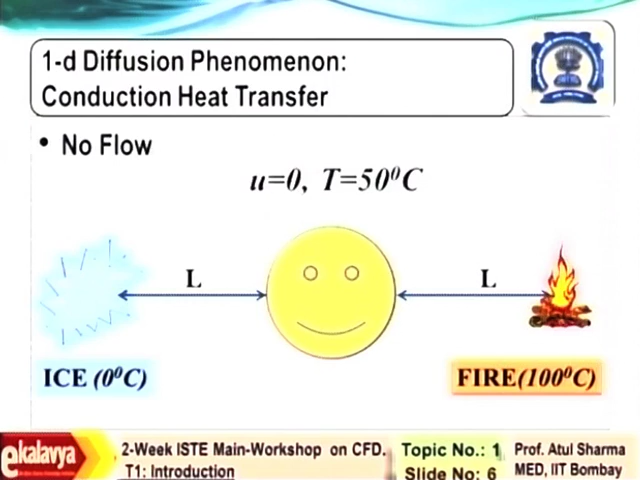 1-d Diffusion Phenomenon:
Conduction Heat Transfer
• No Flow
u=0, T=50⁰C
L L
ICE (0⁰C) FIRE(100⁰C)
ekalavya
2-Week ISTE Main-Workshop on CFD.
T1: Introduction
Topic No.: 1
Slide No: 6
Prof. Atul Sharma
MED, IIT Bombay